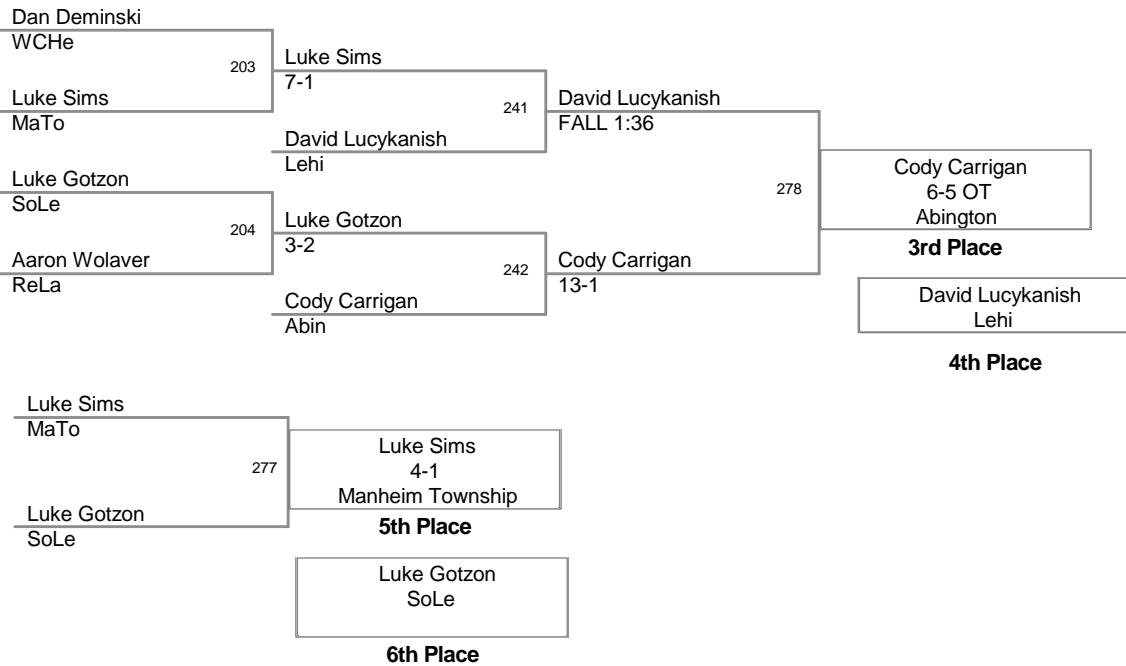 Dan Deminski
WCHe
203
Luke Sims
7-1
Luke Sims
MaTo
241
David Lucykanish
FALL 1:36
David Lucykanish
Lehi
Luke Gotzon
SoLe
278
Cody Carrigan
6-5 OT
Abington
3rd Place
204
Luke Gotzon
3-2
Aaron Wolaver
ReLa
242
Cody Carrigan
13-1
Cody Carrigan
Abin
David Lucykanish
Lehi
4th Place
Luke Sims
MaTo
277
Luke Sims
4-1
Manheim Township
5th Place
Luke Gotzon
SoLe
Luke Gotzon
SoLe
6th Place